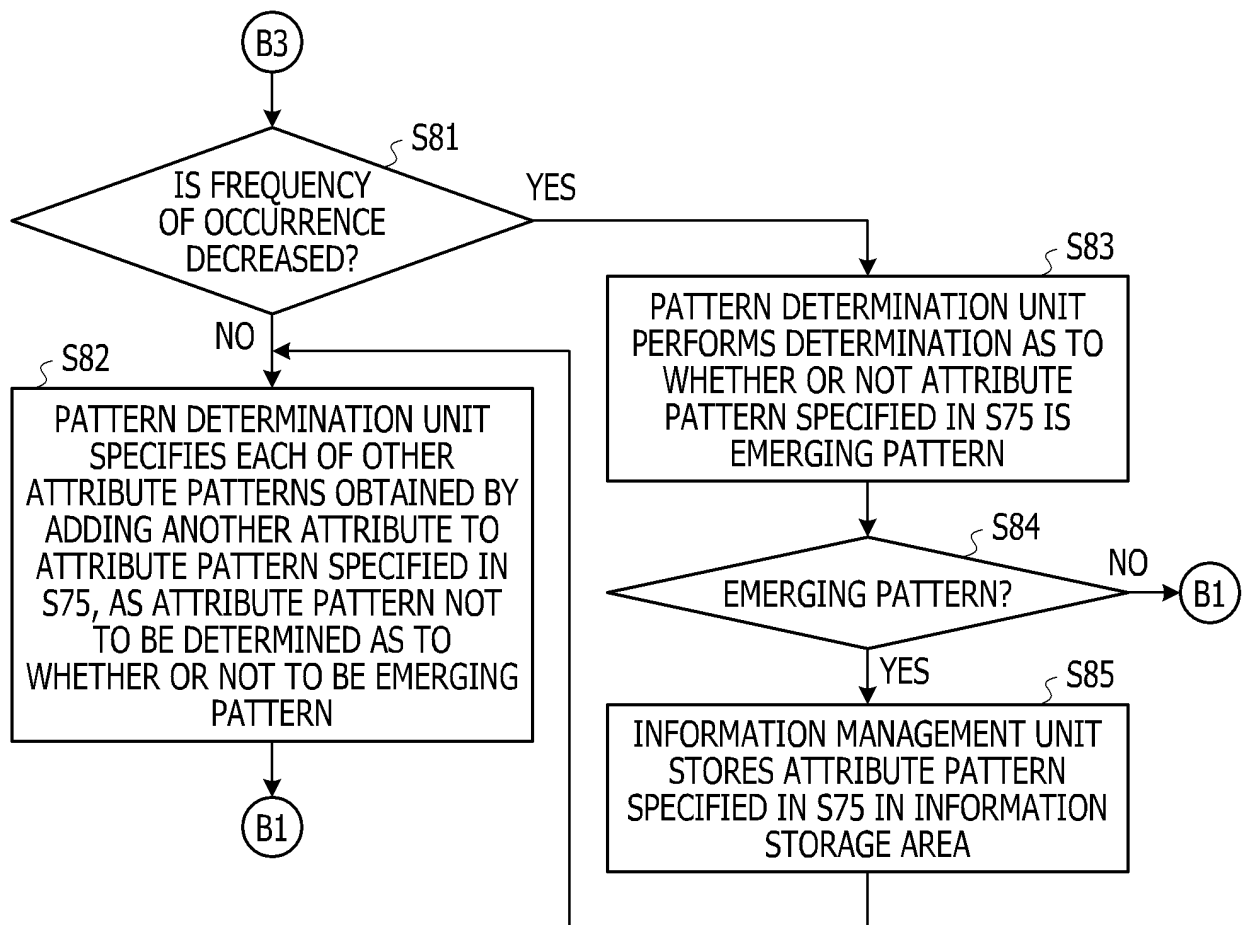 B3
S81
IS FREQUENCY
OF OCCURRENCE
DECREASED?
YES
NO
S82
PATTERN DETERMINATION UNIT
SPECIFIES EACH OF OTHER
ATTRIBUTE PATTERNS OBTAINED BY
ADDING ANOTHER ATTRIBUTE TO
ATTRIBUTE PATTERN SPECIFIED IN
S75, AS ATTRIBUTE PATTERN NOT
TO BE DETERMINED AS TO
WHETHER OR NOT TO BE EMERGING
PATTERN
B1
S83
PATTERN DETERMINATION UNIT
PERFORMS DETERMINATION AS TO
WHETHER OR NOT ATTRIBUTE
PATTERN SPECIFIED IN S75 IS
EMERGING PATTERN
S84
EMERGING PATTERN?
NO
B1
YES
S85
INFORMATION MANAGEMENT UNIT
STORES ATTRIBUTE PATTERN
SPECIFIED IN S75 IN INFORMATION
STORAGE AREA